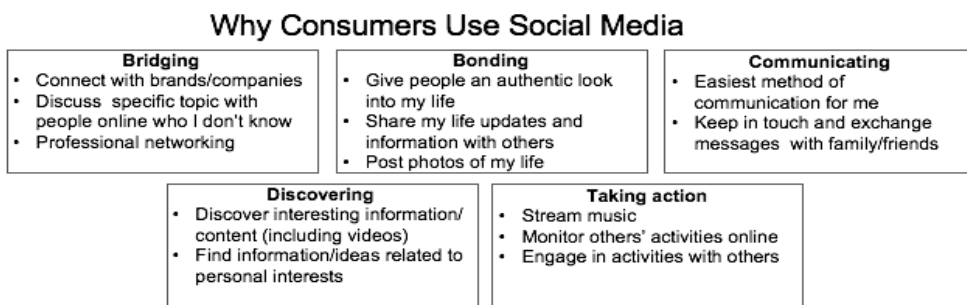 Why Consumers Use Social Media
Bridging
• Connect with brands/companies
• Discuss specific topic with
people online who I don't know
• Professional networking
Bonding
• Give people an authentic look
into my life
• Share my life updates and
information with others
• Post photos of my life
Communicating
• Easiest method of
communication for me
• Keep in touch and exchange
messages with family/friends
Discovering
• Discover interesting information/
content (including videos)
• Find information/ideas related to
personal interests
Taking action
• Stream music
• Monitor others' activities online
• Engage in activities with others